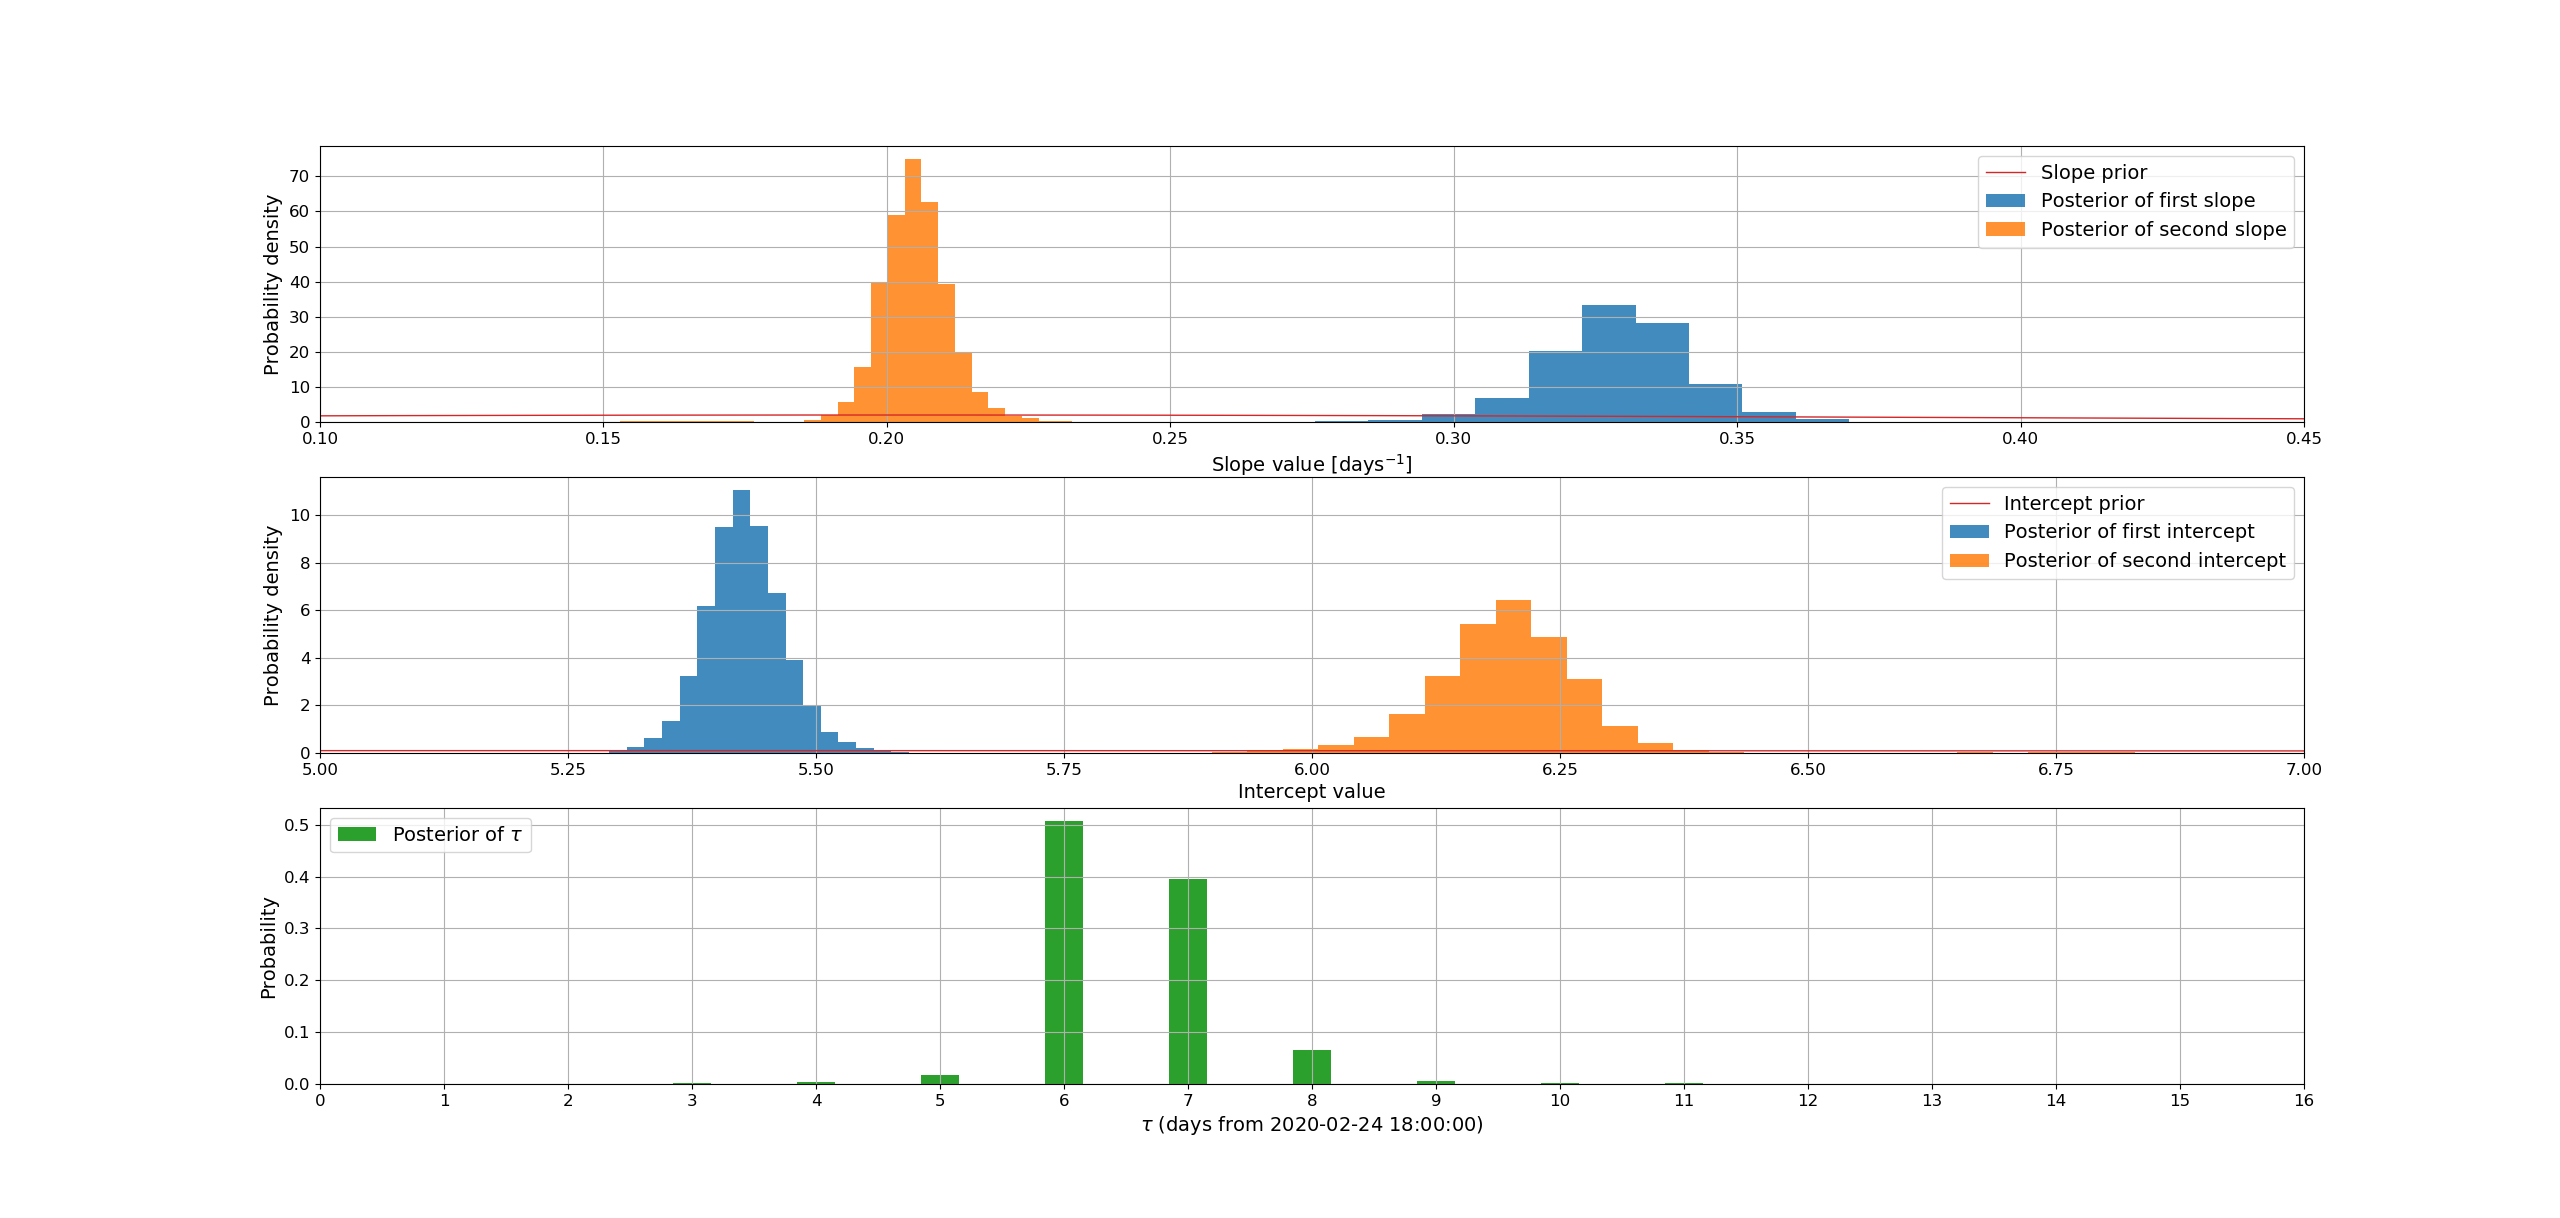 70
60
50
40
30
20
10
0
Probability density
Slope prior
Posterior of first slope
Posterior of second slope
0.10 0.15 0.20 0.25 0.30 0.35 0.40 0.45
Slope value [days⁻¹]
10
8
6
4
2
0
Probability density
Intercept prior
Posterior of first intercept
Posterior of second intercept
5.00 5.25 5.50 5.75 6.00 6.25 6.50 6.75 7.00
Intercept value
0.5
0.4
0.3
0.2
0.1
0.0
Probability
Posterior of τ
0 1 2 3 4 5 6 7 8 9 10 11 12 13 14 15 16
τ (days from 2020-02-24 18:00:00)